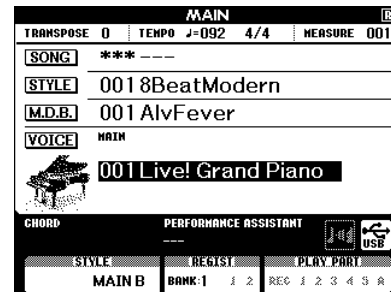 MAIN
TRANSPOSE 0 TEMPO ♩=092 4/4 MEASURE 001
SONG *** ---
STYLE 001 8BeatModern
M.D.B. 001 AlvFever
VOICE MAIN
001 Live! Grand Piano
CHORD PERFORMANCE ASSISTANT
---
USB
STYLE REGIST PLAY PART
MAIN B BANK:1 1 2 REC 1 2 3 4 5 A